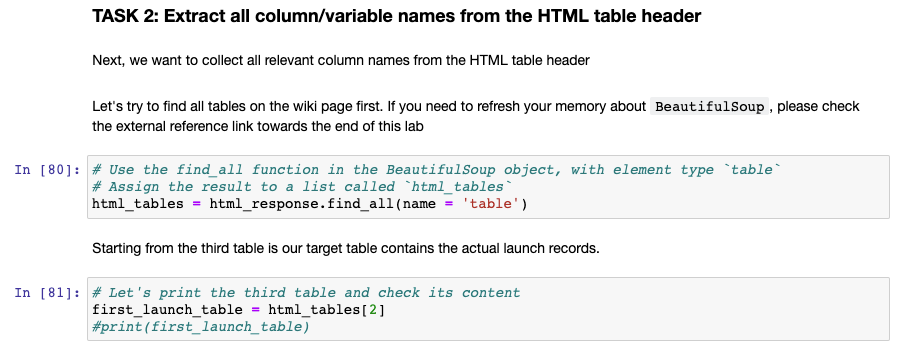 TASK 2: Extract all column/variable names from the HTML table header
Next, we want to collect all relevant column names from the HTML table header
Let's try to find all tables on the wiki page first. If you need to refresh your memory about BeautifulSoup , please check
the external reference link towards the end of this lab
In [80]: # Use the find_all function in the BeautifulSoup object, with element type `table`
# Assign the result to a list called `html_tables`
html_tables = html_response.find_all(name = 'table')
Starting from the third table is our target table contains the actual launch records.
In [81]: # Let's print the third table and check its content
first_launch_table = html_tables[2]
#print(first_launch_table)